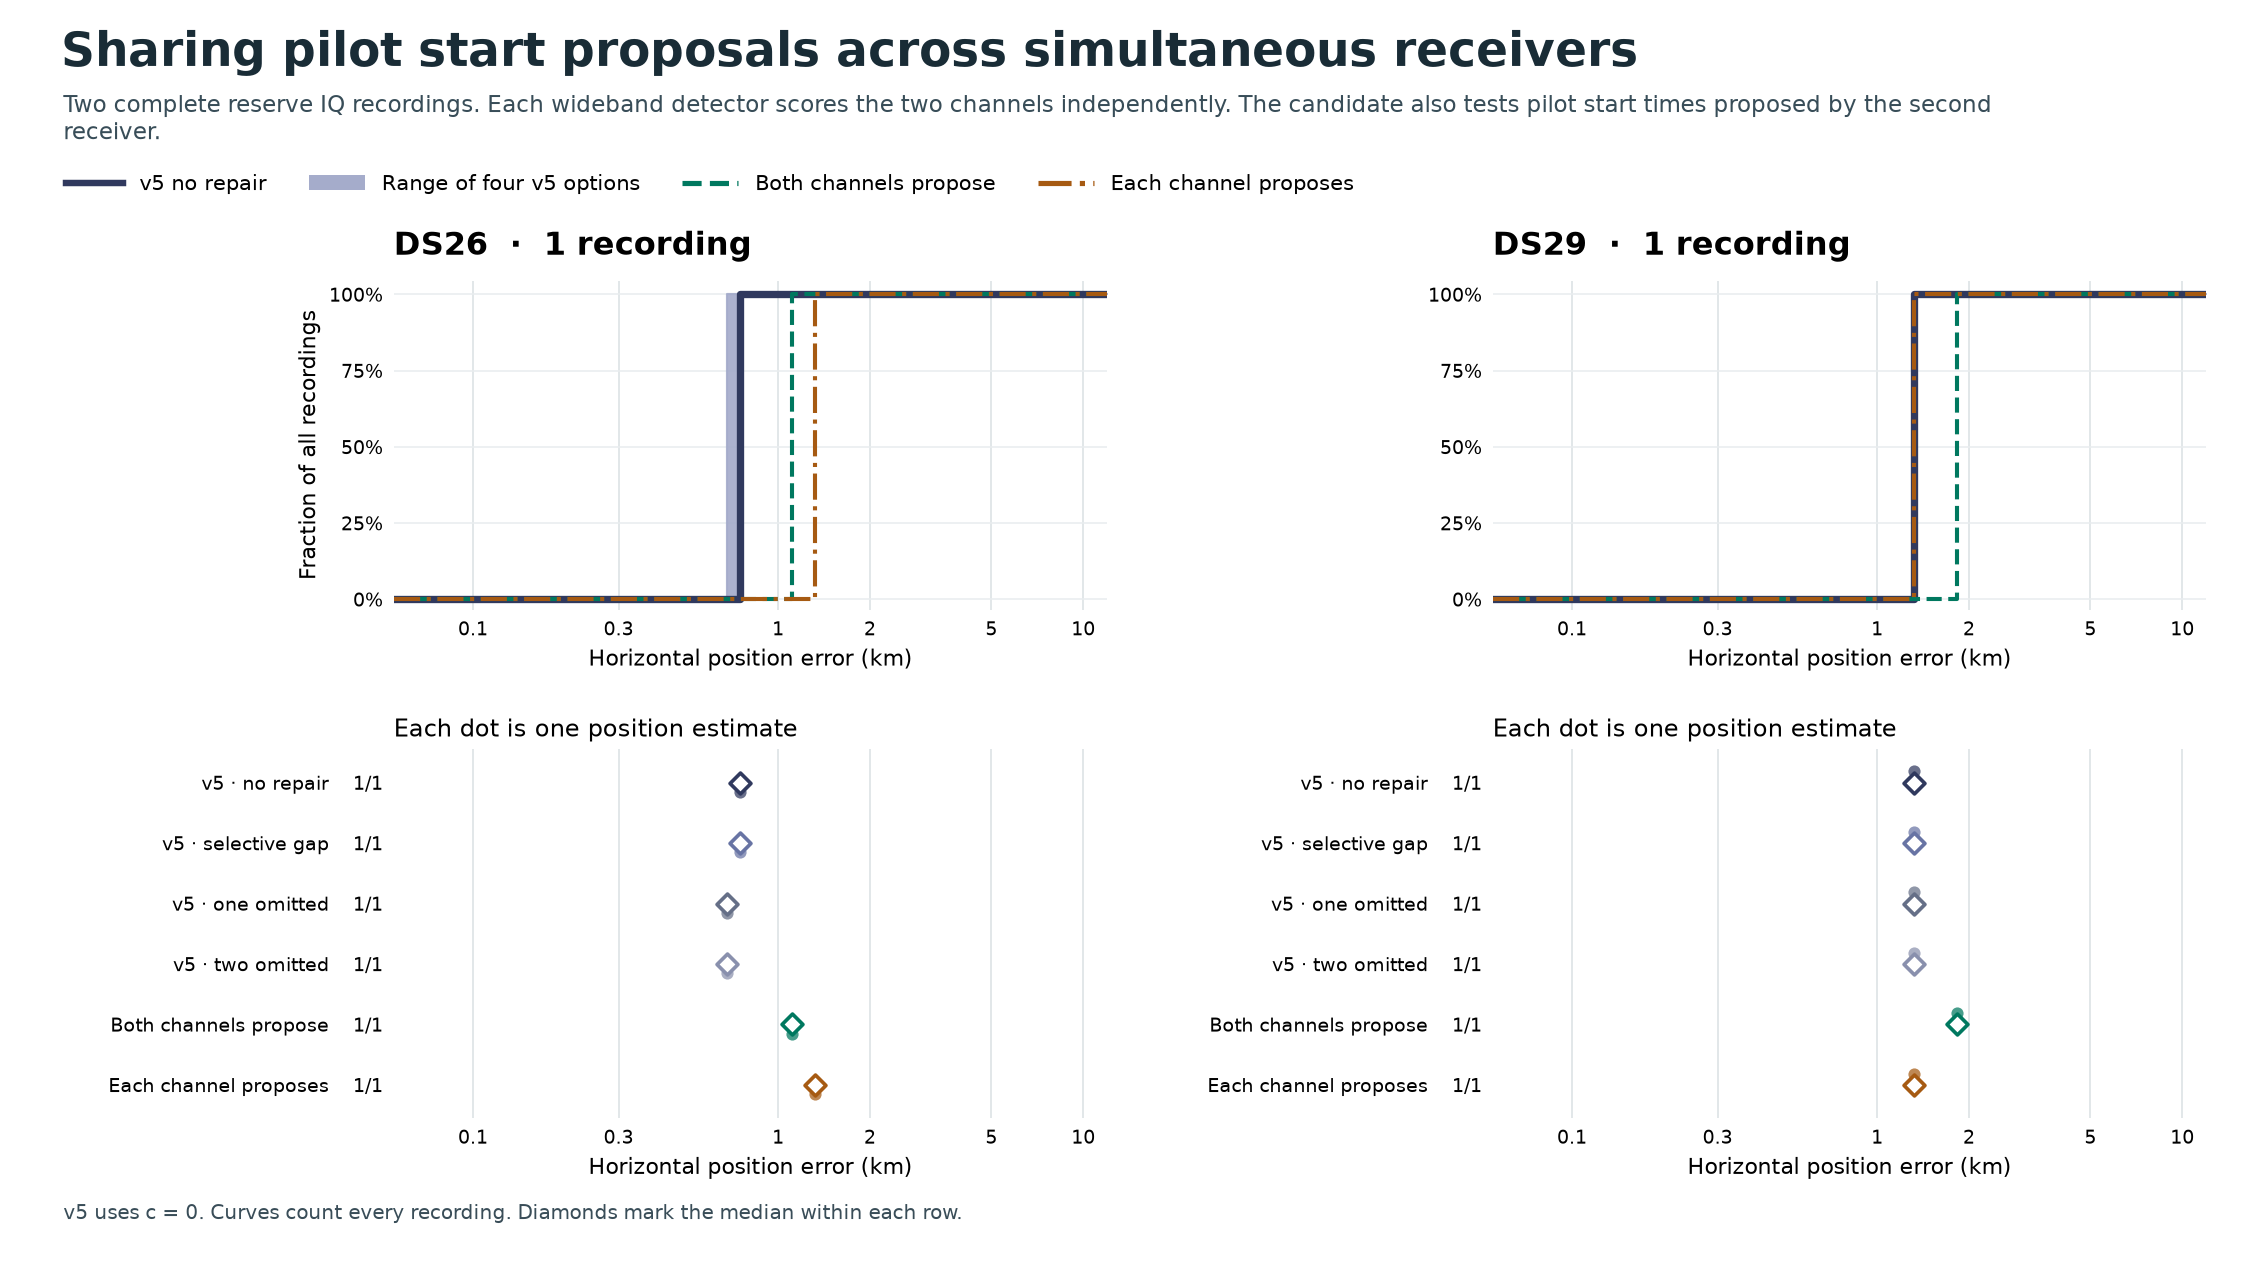 Sharing pilot start proposals across simultaneous receivers
Two complete reserve IQ recordings. Each wideband detector scores the two channels independently. The candidate also tests pilot start times proposed by the second
receiver.
v5 no repair
Range of four v5 options
Both channels propose
Each channel proposes
DS26 · 1 recording
Fraction of all recordings
100%
75%
50%
25%
0%
0.1 0.3 1 2 5 10
Horizontal position error (km)
DS29 · 1 recording
100%
75%
50%
25%
0%
0.1 0.3 1 2 5 10
Horizontal position error (km)
Each dot is one position estimate
v5 · no repair 1/1
v5 · selective gap 1/1
v5 · one omitted 1/1
v5 · two omitted 1/1
Both channels propose 1/1
Each channel proposes 1/1
0.1 0.3 1 2 5 10
Horizontal position error (km)
Each dot is one position estimate
v5 · no repair 1/1
v5 · selective gap 1/1
v5 · one omitted 1/1
v5 · two omitted 1/1
Both channels propose 1/1
Each channel proposes 1/1
0.1 0.3 1 2 5 10
Horizontal position error (km)
v5 uses c = 0. Curves count every recording. Diamonds mark the median within each row.